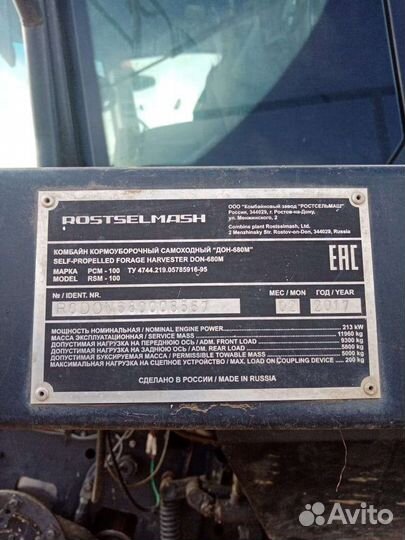 ROSTSELMASH
ООО "Комбайновый завод "РОСТСЕЛЬМАШ"
Россия, 344029, г. Ростов-на-Дону,
ул. Менжинского, 2
Combine plant Rostselmash, Ltd.
2 Menzhinsky Str. Rostov-on-Don, 344029, Russia
КОМБАЙН КОРМОУБОРОЧНЫЙ САМОХОДНЫЙ "ДОН-680М"
SELF-PROPELLED FORAGE HARVESTER DON-680M
МАРКА РСМ - 100 ТУ 4744.219.05785916-95
MODEL RSM - 100
EAC
№ / IDENT. NR.
МЕС / MON ГОД / YEAR
2017
МОЩНОСТЬ НОМИНАЛЬНАЯ / NOMINAL ENGINE POWER 213 kW
МАССА ЭКСПЛУАТАЦИОННАЯ / SERVICE MASS 11960 kg
ДОПУСТИМАЯ НАГРУЗКА НА ПЕРЕДНЮЮ ОСЬ / ADM. FRONT LOAD 9300 kg
ДОПУСТИМАЯ НАГРУЗКА НА ЗАДНЮЮ ОСЬ / ADM. REAR LOAD 5800 kg
ДОПУСТИМАЯ БУКСИРУЕМАЯ МАССА / PERMISSIBLE TOWABLE MASS 5000 kg
МАКСИМАЛЬНАЯ НАГРУЗКА НА СЦЕПНОЕ УСТРОЙСТВО / MAX. LOAD ON COUPLING DEVICE 200 kg
СДЕЛАНО В РОССИИ / MADE IN RUSSIA
Avito